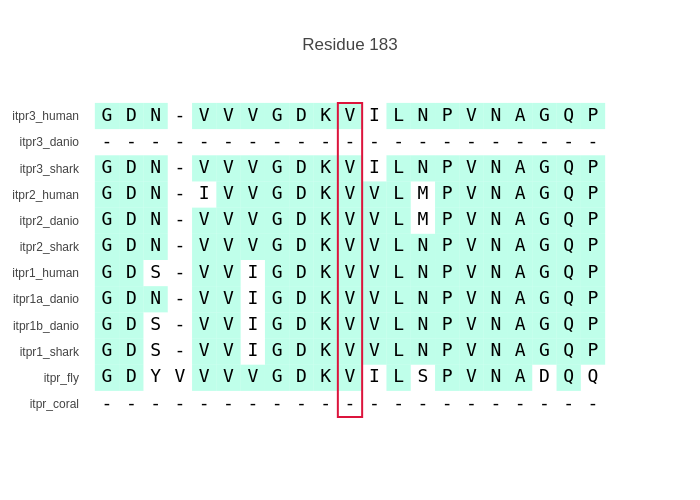 Residue 183
itpr3_human G D N - V V V G D K V I L N P V N A G Q P
itpr3_danio - - - - - - - - - - - - - - - - - - - - -
itpr3_shark G D N - V V V G D K V I L N P V N A G Q P
itpr2_human G D N - I V V G D K V V L M P V N A G Q P
itpr2_danio G D N - V V V G D K V V L M P V N A G Q P
itpr2_shark G D N - V V V G D K V V L N P V N A G Q P
itpr1_human G D S - V V I G D K V V L N P V N A G Q P
itpr1a_danio G D N - V V I G D K V V L N P V N A G Q P
itpr1b_danio G D S - V V I G D K V V L N P V N A G Q P
itpr1_shark G D S - V V I G D K V V L N P V N A G Q P
itpr_fly G D Y V V V V G D K V I L S P V N A D Q Q
itpr_coral - - - - - - - - - - - - - - - - - - - - -